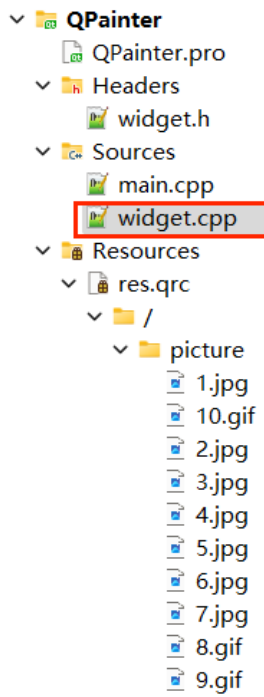 QPainter
QPainter.pro
Headers
widget.h
Sources
main.cpp
widget.cpp
Resources
res.qrc
/
picture
1.jpg
10.gif
2.jpg
3.jpg
4.jpg
5.jpg
6.jpg
7.jpg
8.gif
9.gif